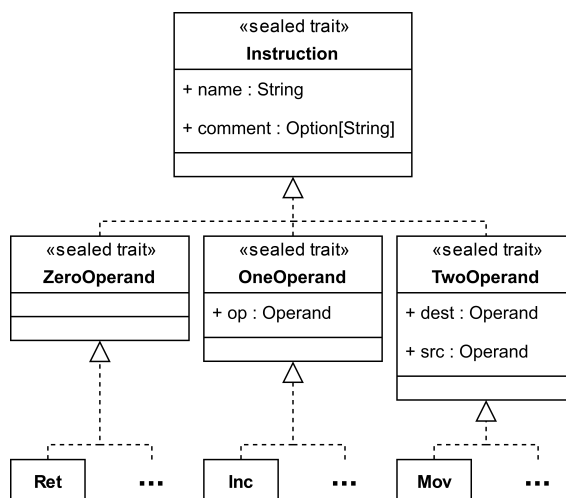 «sealed trait»
Instruction
+ name : String
+ comment : Option[String]
«sealed trait»
ZeroOperand
«sealed trait»
OneOperand
+ op : Operand
«sealed trait»
TwoOperand
+ dest : Operand
+ src : Operand
Ret
...
Inc
...
Mov
...